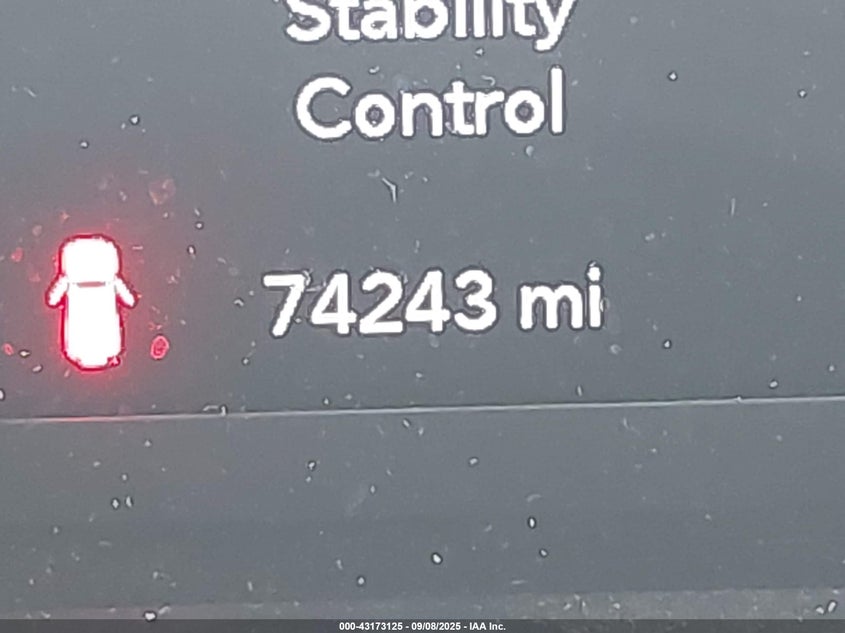 Stability
Control
74243 mi
000-43173125 - 09/08/2025 - IAA Inc.